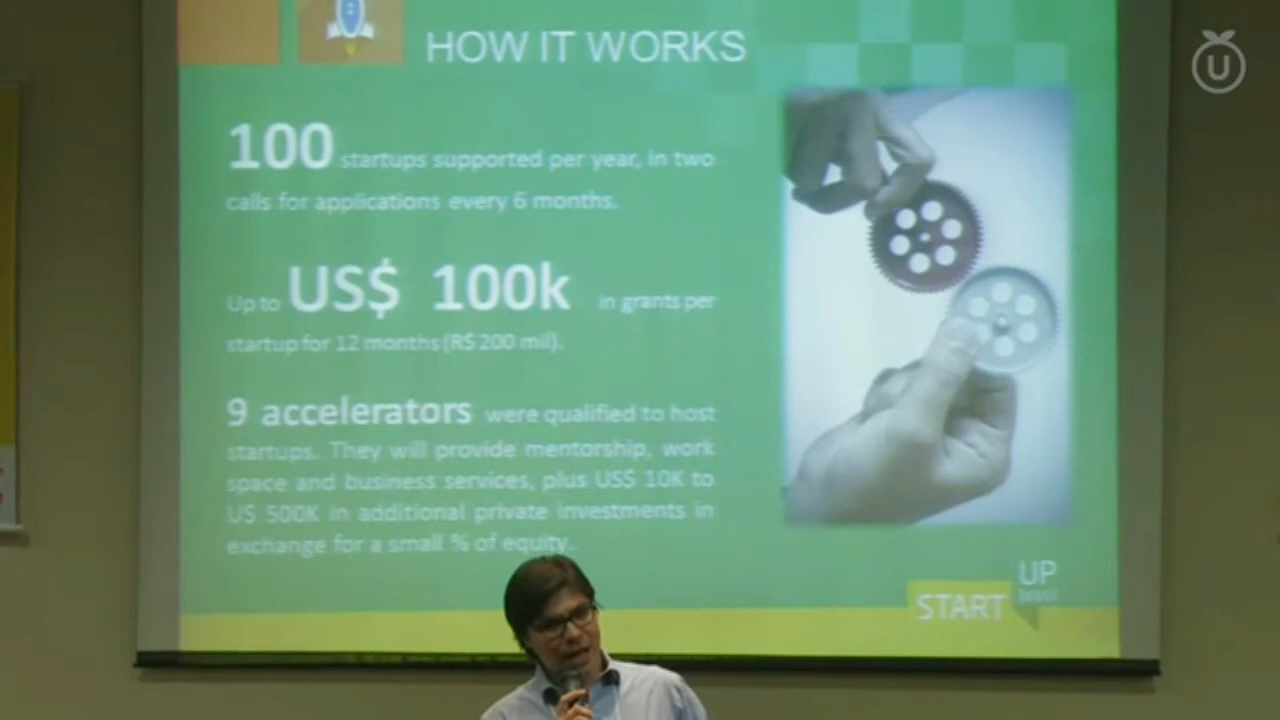 HOW IT WORKS
100 startups supported per year, in two
calls for applications every 6 months.
Up to US$ 100k in grants per
startup for 12 months (R$ 200 mil).
9 accelerators were qualified to host
startups. They will provide mentorship, work
space and business services, plus US$ 10K to
U$ 500K in additional private investments in
exchange for a small % of equity.
START
UP
brasil
U